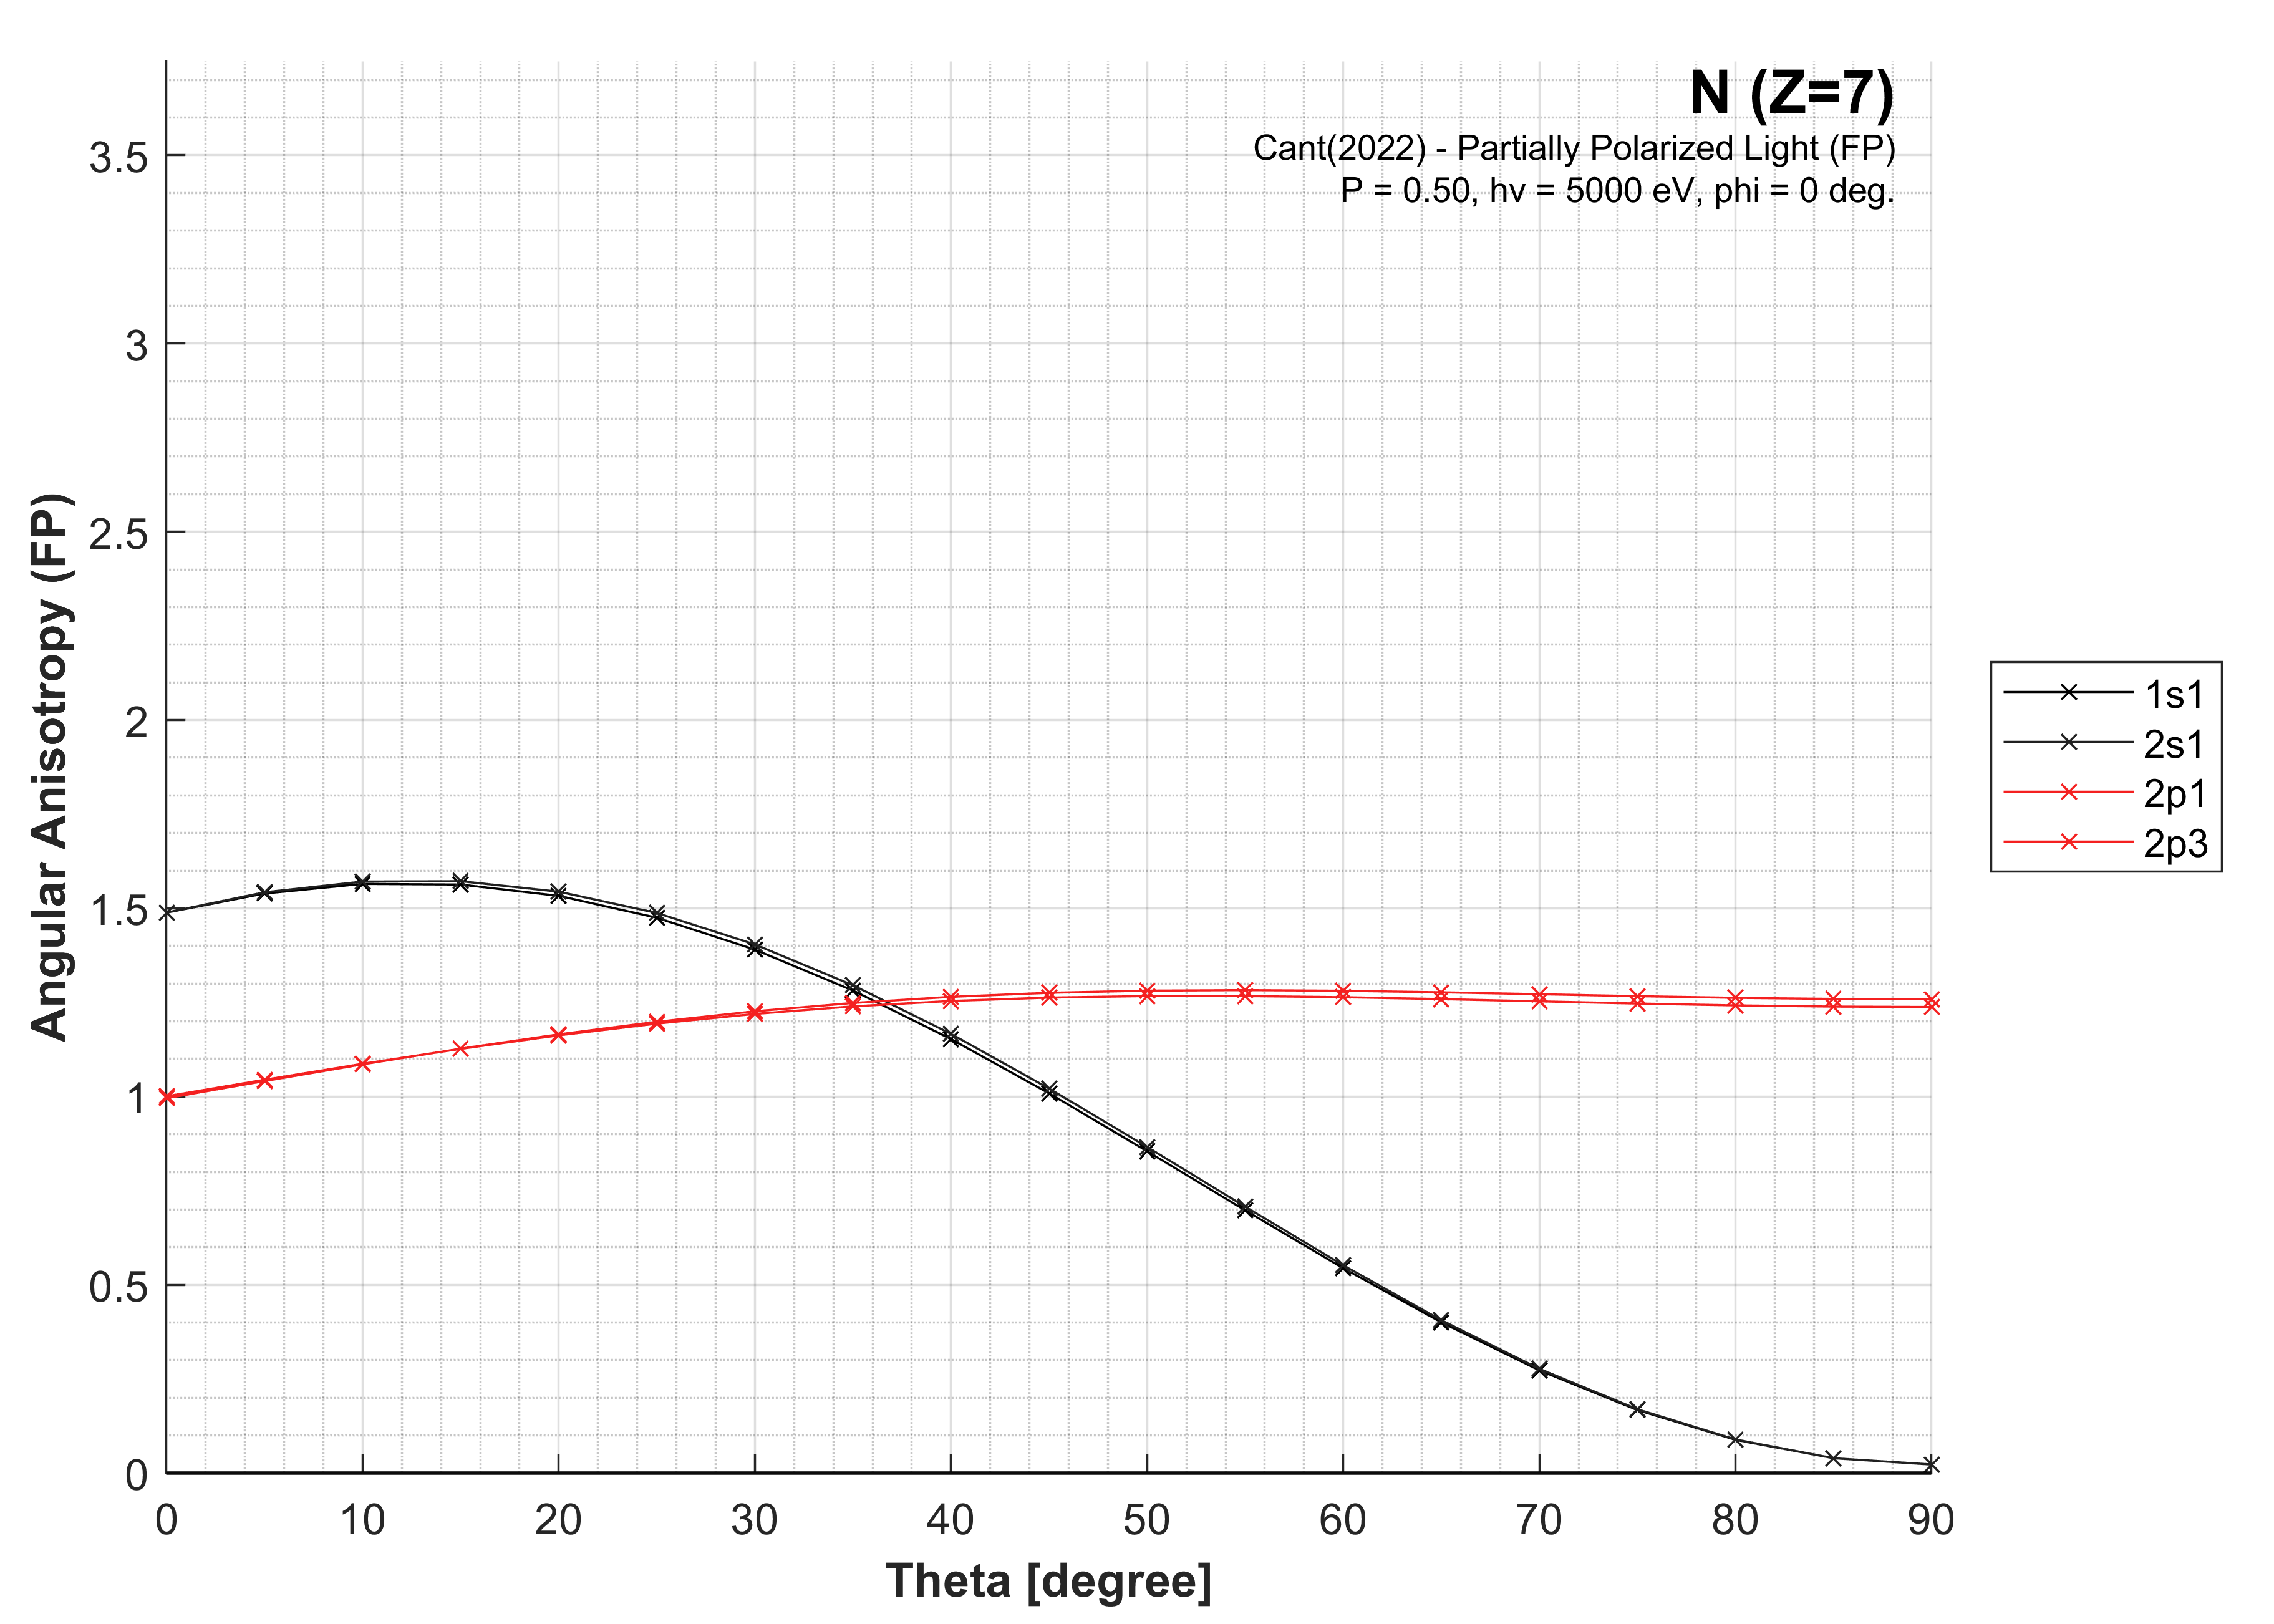 N (Z=7)
Cant(2022) - Partially Polarized Light (FP)
P = 0.50, hv = 5000 eV, phi = 0 deg.
Angular Anisotropy (FP)
3.5
3
2.5
2
1.5
1
0.5
0
0 10 20 30 40 50 60 70 80 90
Theta [degree]
1s1
2s1
2p1
2p3